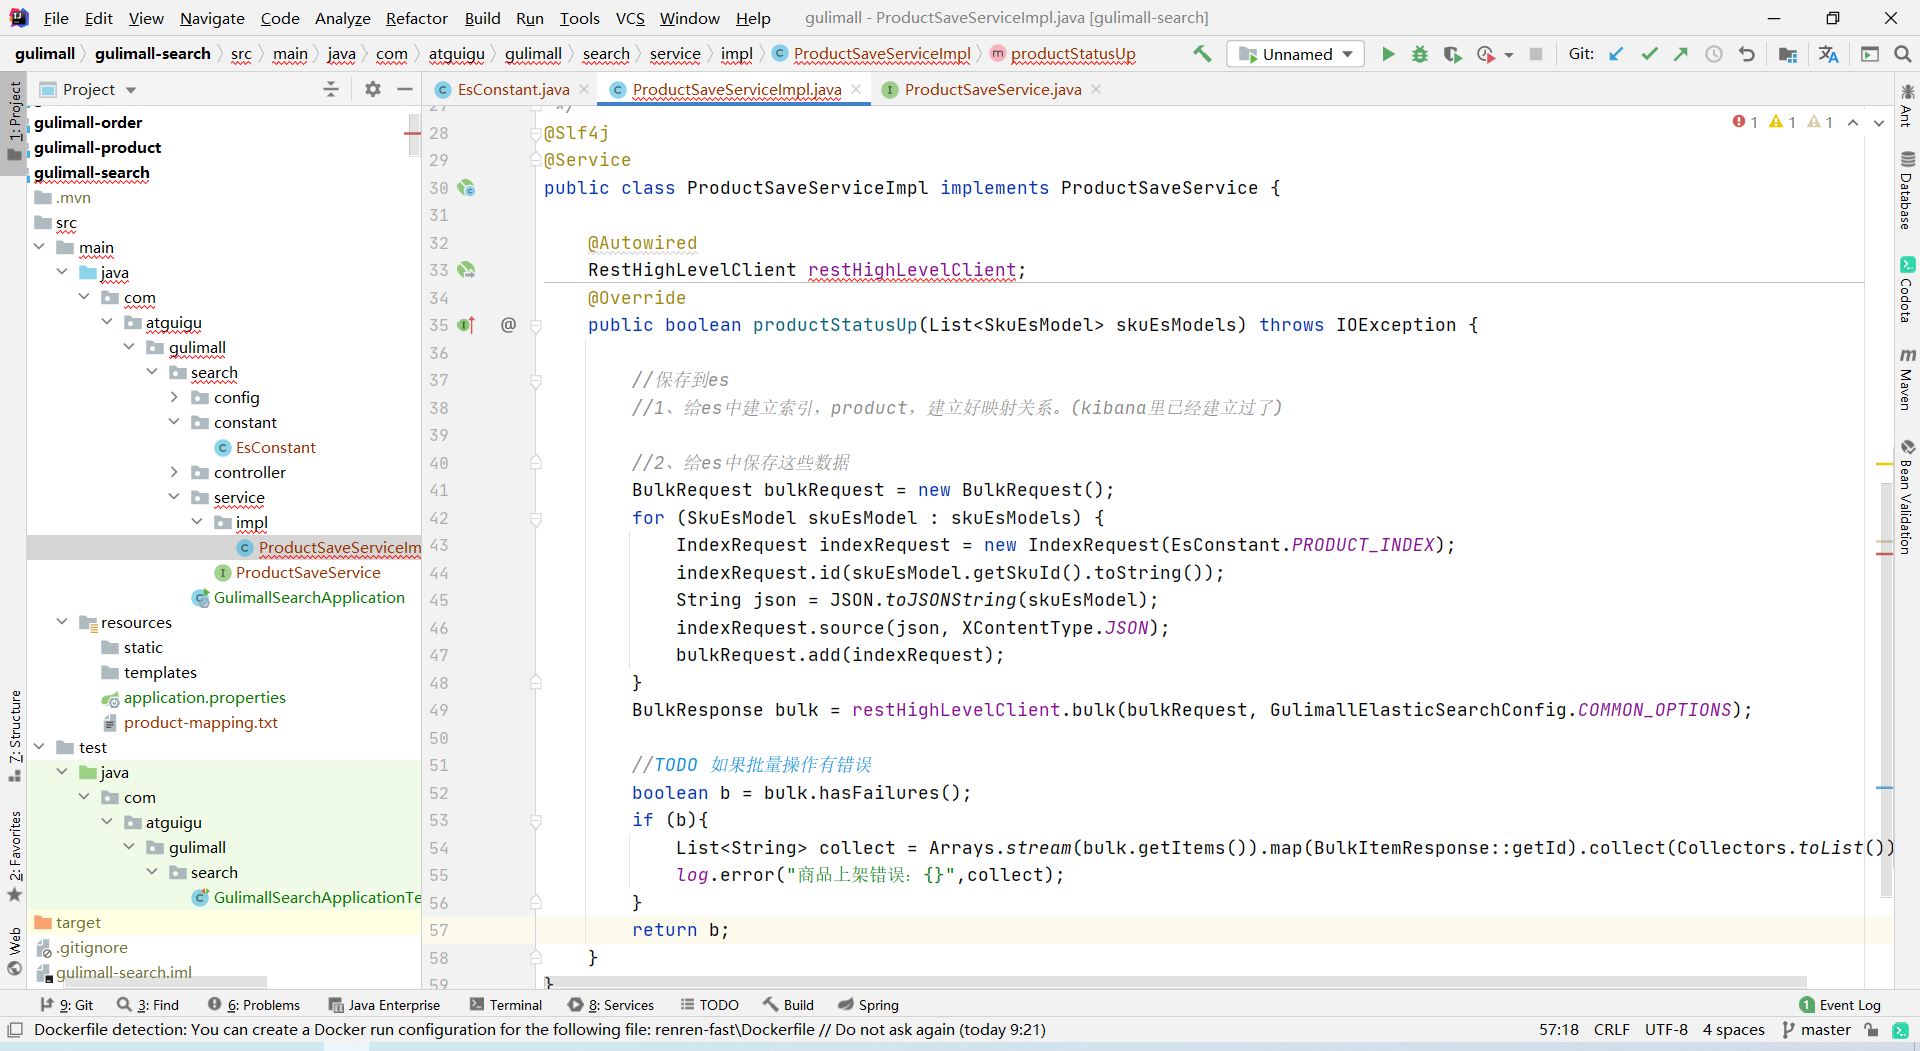 File Edit View Navigate Code Analyze Refactor Build Run Tools VCS Window Help gulimall - ProductSaveServiceImpl.java [gulimall-search]
gulimall gulimall-search src main java com atguigu gulimall search service impl ProductSaveServiceImpl productStatusUp Unnamed Git:
Project
EsConstant.java ProductSaveServiceImpl.java ProductSaveService.java
1: Project
7: Structure
2: Favorites
Web
gulimall-order
gulimall-product
gulimall-search
.mvn
src
main
java
com
atguigu
gulimall
search
config
constant
EsConstant
controller
service
impl
ProductSaveServiceIm
ProductSaveService
GulimallSearchApplication
resources
static
templates
application.properties
product-mapping.txt
test
java
com
atguigu
gulimall
search
GulimallSearchApplicationTe
target
.gitignore
gulimall-search.iml
1 1 1
27 */
28 @Slf4j
29 @Service
30 public class ProductSaveServiceImpl implements ProductSaveService {
31
32 @Autowired
33 RestHighLevelClient restHighLevelClient;
34 @Override
35 @ public boolean productStatusUp(List<SkuEsModel> skuEsModels) throws IOException {
36
37 //保存到es
38 //1、给es中建立索引，product，建立好映射关系。(kibana里已经建立过了)
39
40 //2、给es中保存这些数据
41 BulkRequest bulkRequest = new BulkRequest();
42 for (SkuEsModel skuEsModel : skuEsModels) {
43 IndexRequest indexRequest = new IndexRequest(EsConstant.PRODUCT_INDEX);
44 indexRequest.id(skuEsModel.getSkuId().toString());
45 String json = JSON.toJSONString(skuEsModel);
46 indexRequest.source(json, XContentType.JSON);
47 bulkRequest.add(indexRequest);
48 }
49 BulkResponse bulk = restHighLevelClient.bulk(bulkRequest, GulimallElasticSearchConfig.COMMON_OPTIONS);
50
51 //TODO 如果批量操作有错误
52 boolean b = bulk.hasFailures();
53 if (b){
54 List<String> collect = Arrays.stream(bulk.getItems()).map(BulkItemResponse::getId).collect(Collectors.toList())
55 log.error("商品上架错误：{}",collect);
56 }
57 return b;
58 }
59 }
Ant
Database
Codota
Maven
Bean Validation
9: Git 3: Find 6: Problems Java Enterprise Terminal 8: Services TODO Build Spring 1 Event Log
Dockerfile detection: You can create a Docker run configuration for the following file: renren-fast\Dockerfile // Do not ask again (today 9:21) 57:18 CRLF UTF-8 4 spaces master